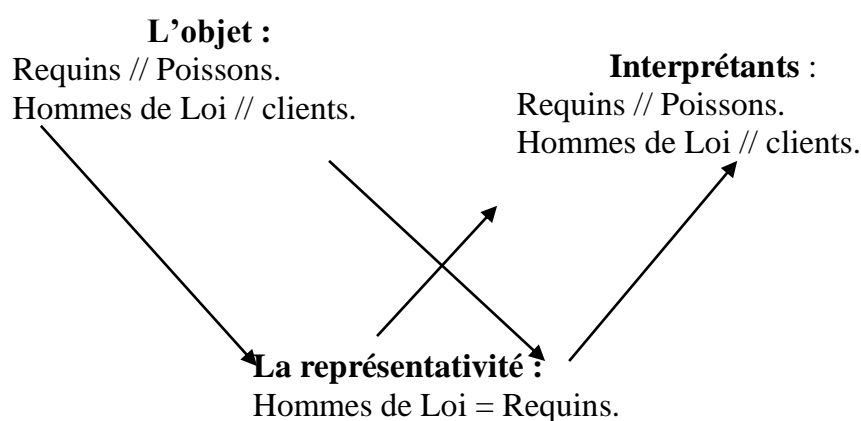 L’objet :
Requins // Poissons.
Hommes de Loi // clients.
Interprétants :
Requins // Poissons.
Hommes de Loi // clients.
La représentativité :
Hommes de Loi = Requins.